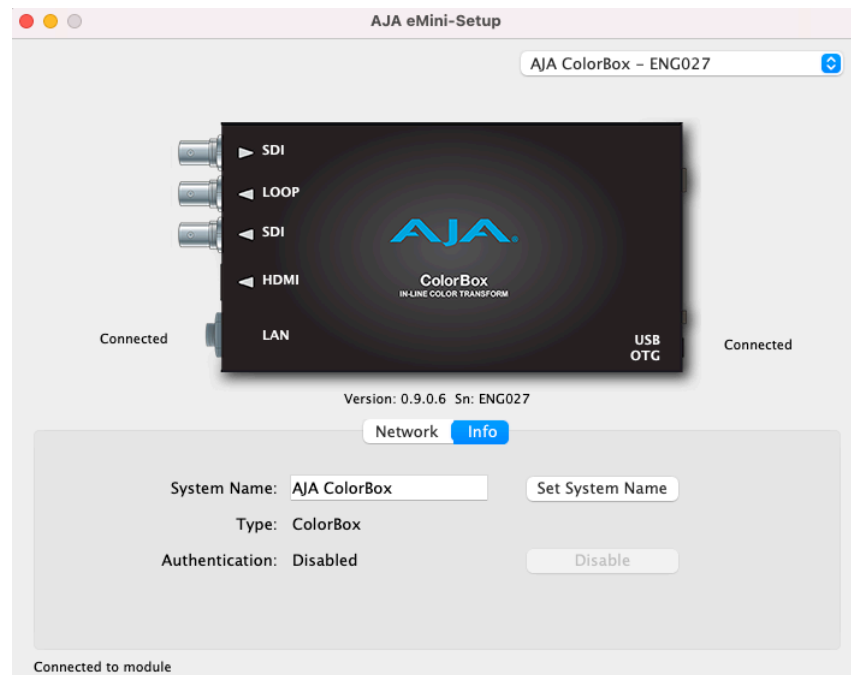 AJA eMini-Setup
AJA ColorBox - ENG027
SDI
LOOP
SDI
AJA®
HDMI
ColorBox
IN-LINE COLOR TRANSFORM
Connected
LAN
USB
OTG
Connected
Version: 0.9.0.6 Sn: ENG027
Network Info
System Name: AJA ColorBox Set System Name
Type: ColorBox
Authentication: Disabled Disable
Connected to module